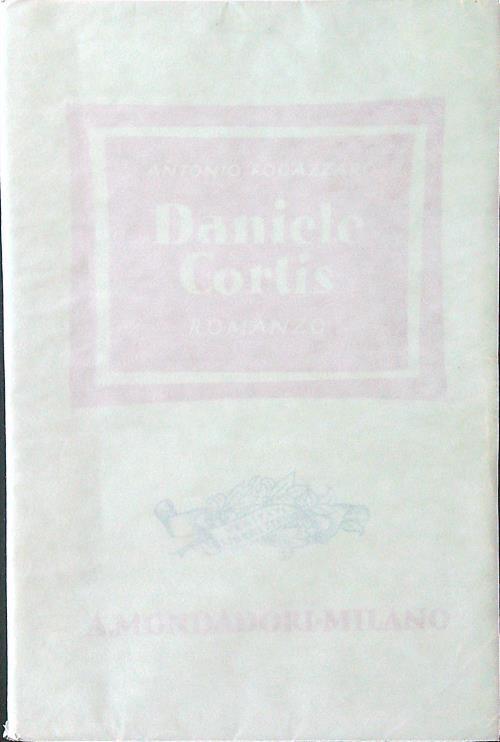 ANTONIO FOGAZZARO
Daniele
Cortis
ROMANZO
A. MONDADORI · MILANO